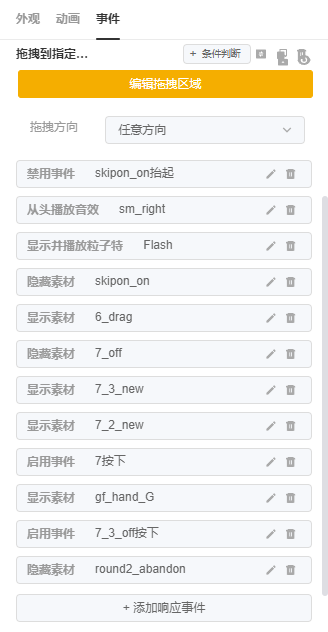 外观 动画 事件
拖拽到指定... + 条件判断
编辑拖拽区域
拖拽方向 任意方向
禁用事件 skipon_on抬起
从头播放音效 sm_right
显示并播放粒子特 Flash
隐藏素材 skipon_on
显示素材 6_drag
隐藏素材 7_off
显示素材 7_3_new
显示素材 7_2_new
启用事件 7按下
显示素材 gf_hand_G
启用事件 7_3_off按下
隐藏素材 round2_abandon
+ 添加响应事件